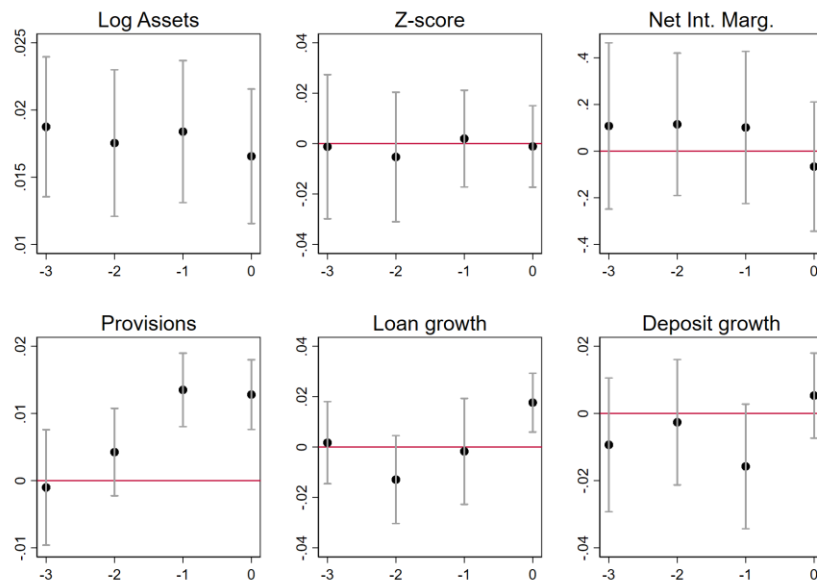 Log Assets
.025
.02
.015
.01
-3 -2 -1 0
Z-score
.04
.02
0
-.02
-.04
-3 -2 -1 0
Net Int. Marg.
.4
.2
0
-.2
-.4
-3 -2 -1 0
Provisions
.02
.01
0
-.01
-3 -2 -1 0
Loan growth
.04
.02
0
-.02
-.04
-3 -2 -1 0
Deposit growth
.02
0
-.02
-.04
-3 -2 -1 0